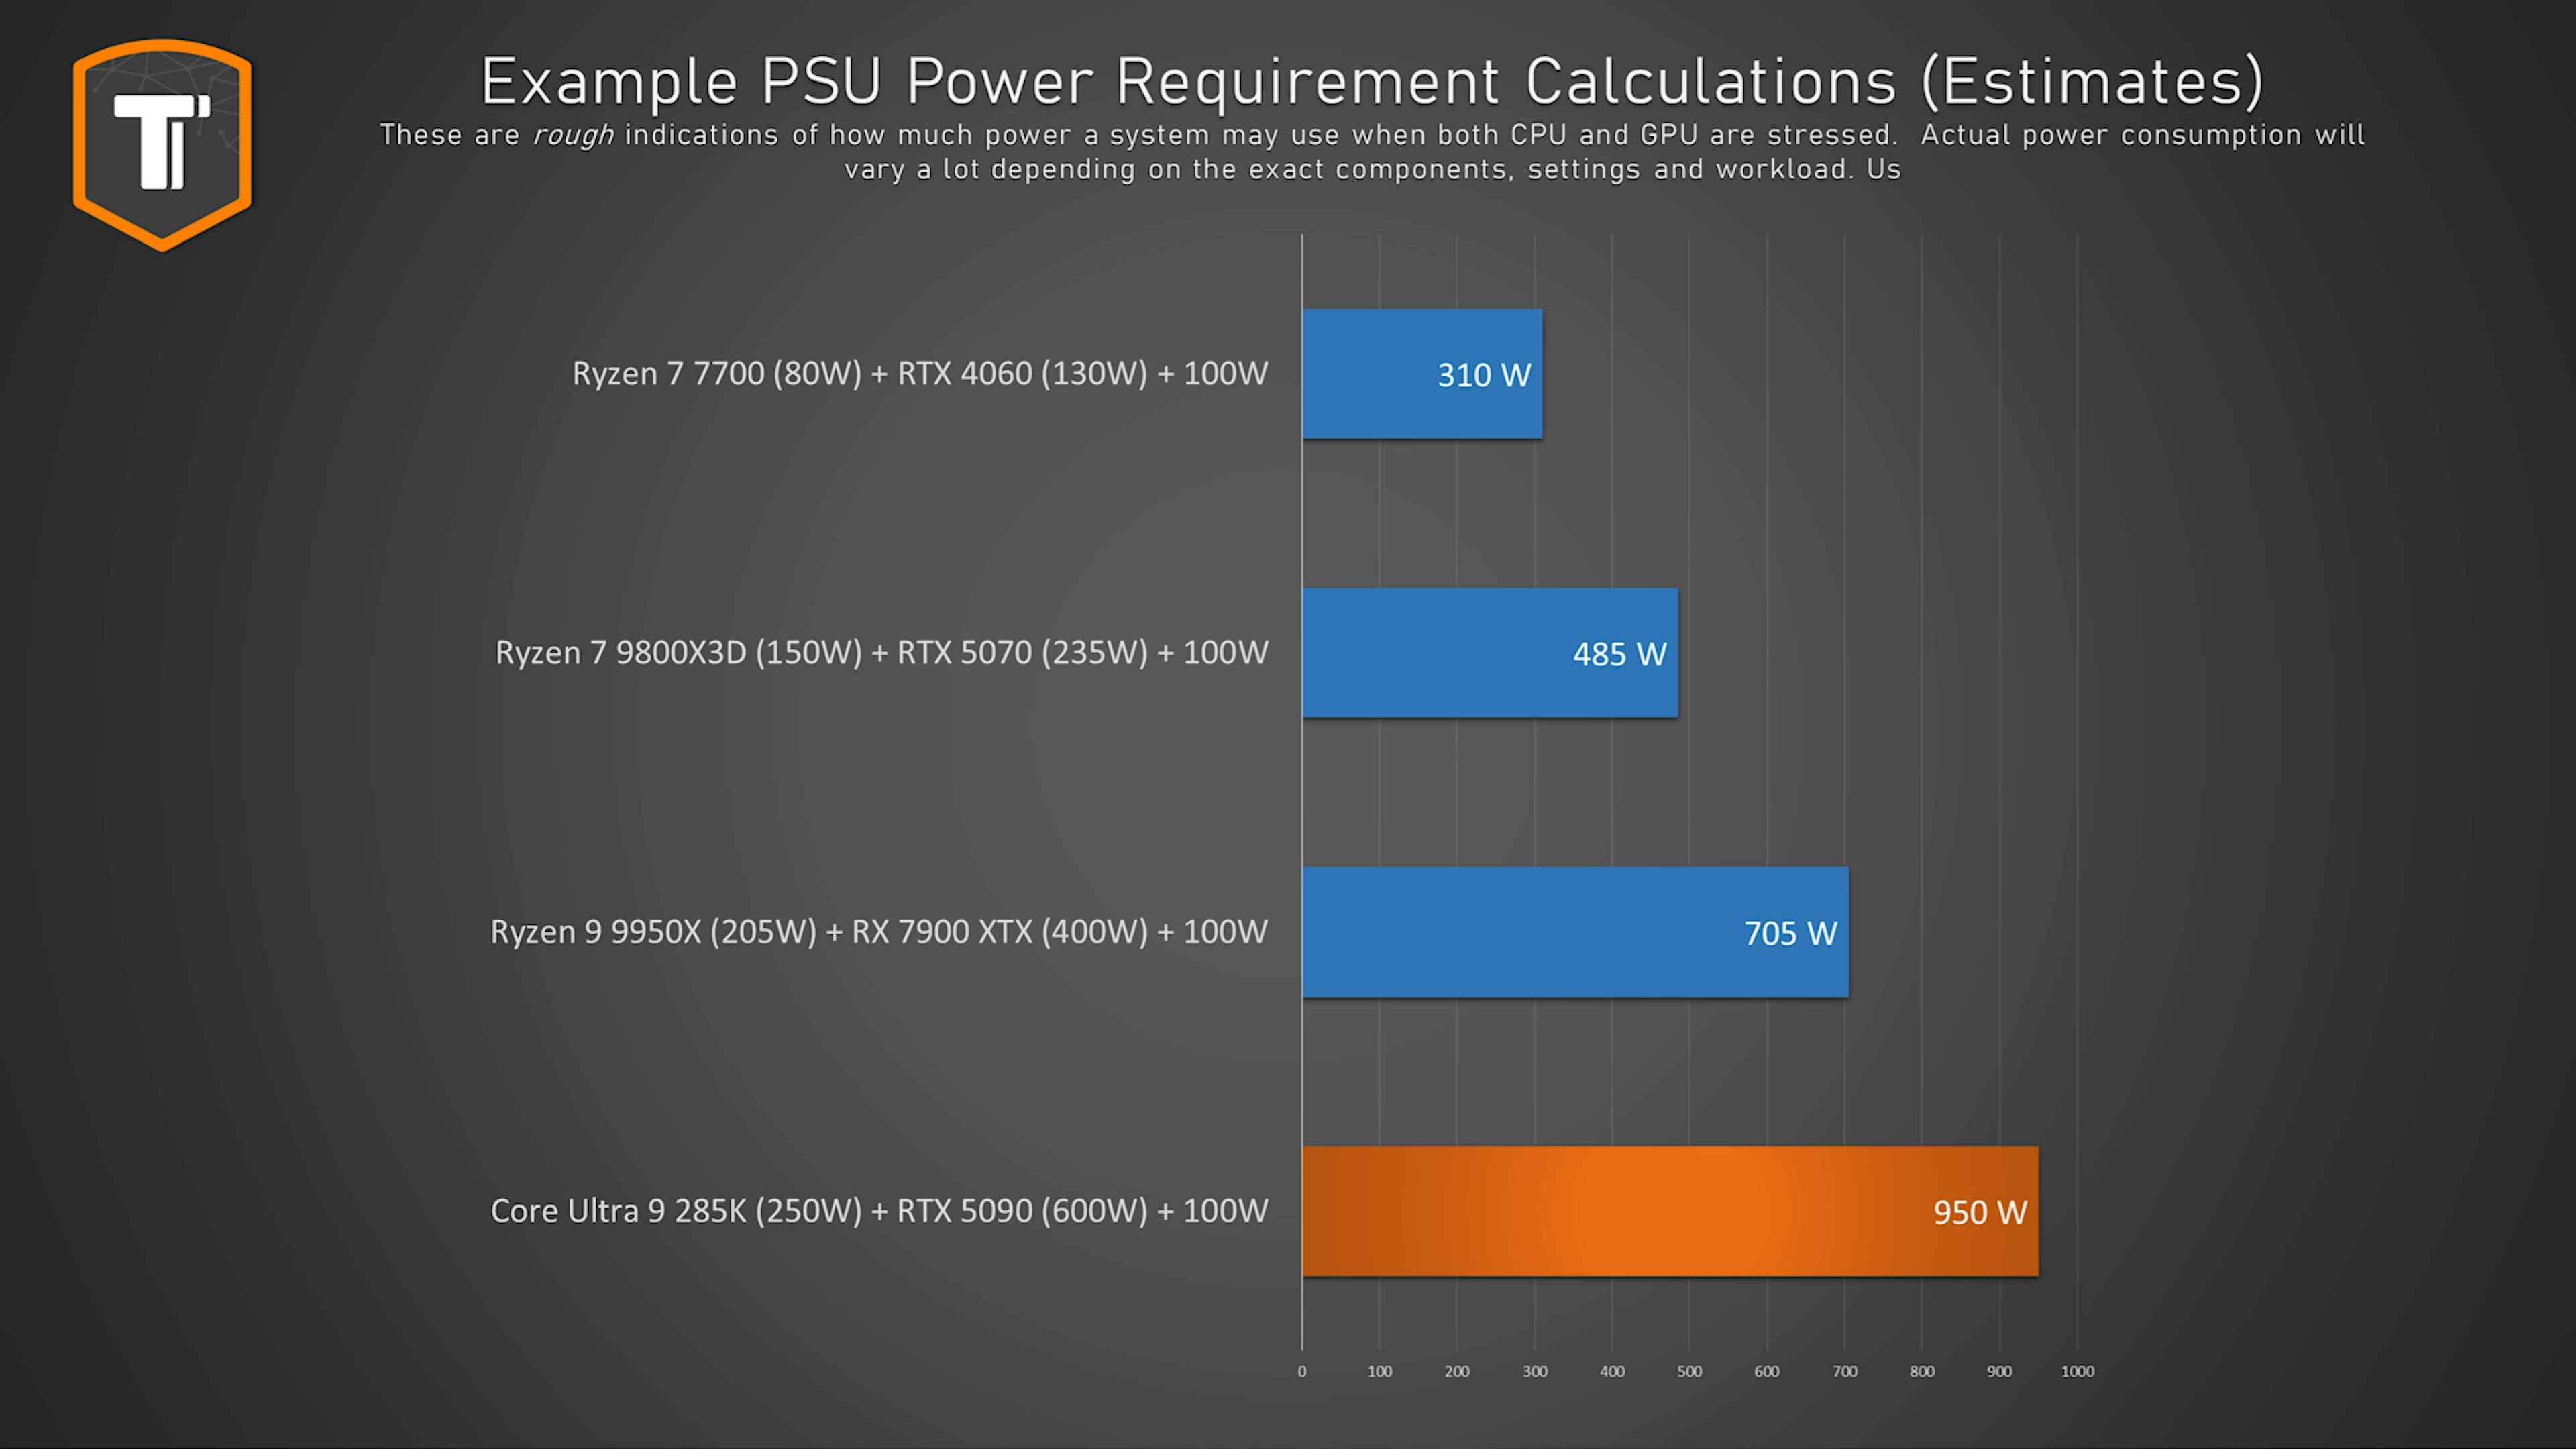 Example PSU Power Requirement Calculations (Estimates)
These are rough indications of how much power a system may use when both CPU and GPU are stressed. Actual power consumption will
vary a lot depending on the exact components, settings and workload. Us
Ryzen 7 7700 (80W) + RTX 4060 (130W) + 100W
310 W
Ryzen 7 9800X3D (150W) + RTX 5070 (235W) + 100W
485 W
Ryzen 9 9950X (205W) + RX 7900 XTX (400W) + 100W
705 W
Core Ultra 9 285K (250W) + RTX 5090 (600W) + 100W
950 W
0 100 200 300 400 500 600 700 800 900 1000